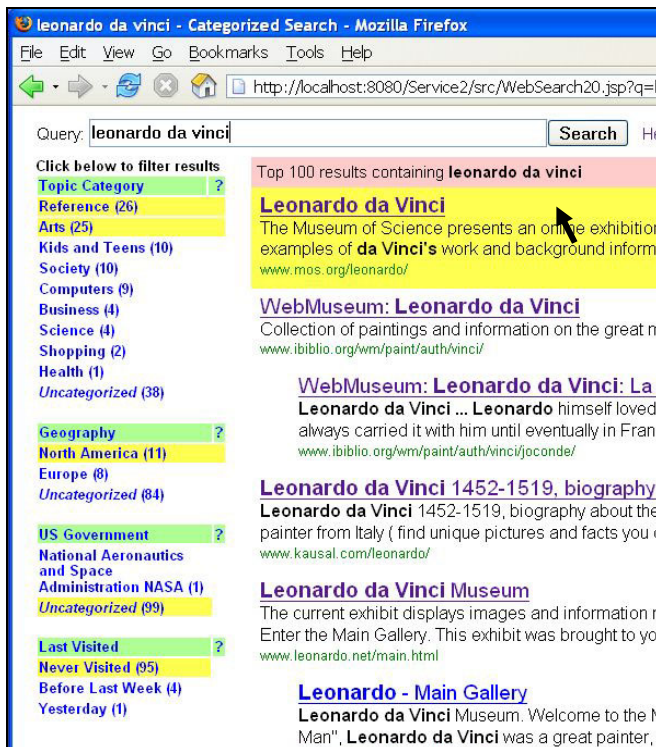 leonardo da vinci - Categorized Search - Mozilla Firefox
File Edit View Go Bookmarks Tools Help
http://localhost:8080/Service2/src/WebSearch20.jsp?q=
Query: leonardo da vinci Search
Click below to filter results
Topic Category ?
Reference (26)
Arts (25)
Kids and Teens (10)
Society (10)
Computers (9)
Business (4)
Science (4)
Shopping (2)
Health (1)
Uncategorized (38)
Geography ?
North America (11)
Europe (8)
Uncategorized (84)
US Government ?
National Aeronautics
and Space
Administration NASA (1)
Uncategorized (99)
Last Visited ?
Never Visited (95)
Before Last Week (4)
Yesterday (1)
Top 100 results containing leonardo da vinci
Leonardo da Vinci
The Museum of Science presents an online exhibition
examples of da Vinci's work and background inform
www.mos.org/leonardo/
WebMuseum: Leonardo da Vinci
Collection of paintings and information on the great
www.ibiblio.org/wm/paint/auth/vinci/
WebMuseum: Leonardo da Vinci: La
Leonardo da Vinci ... Leonardo himself loved
always carried it with him until eventually in Fran
www.ibiblio.org/wm/paint/auth/vinci/joconde/
Leonardo da Vinci 1452-1519, biography
Leonardo da Vinci 1452-1519, biography about the
painter from Italy ( find unique pictures and facts you
www.kausal.com/leonardo/
Leonardo da Vinci Museum
The current exhibit displays images and information
Enter the Main Gallery. This exhibit was brought to yo
www.leonardo.net/main.html
Leonardo - Main Gallery
Leonardo da Vinci Museum. Welcome to the
Man", Leonardo da Vinci was a great painter,